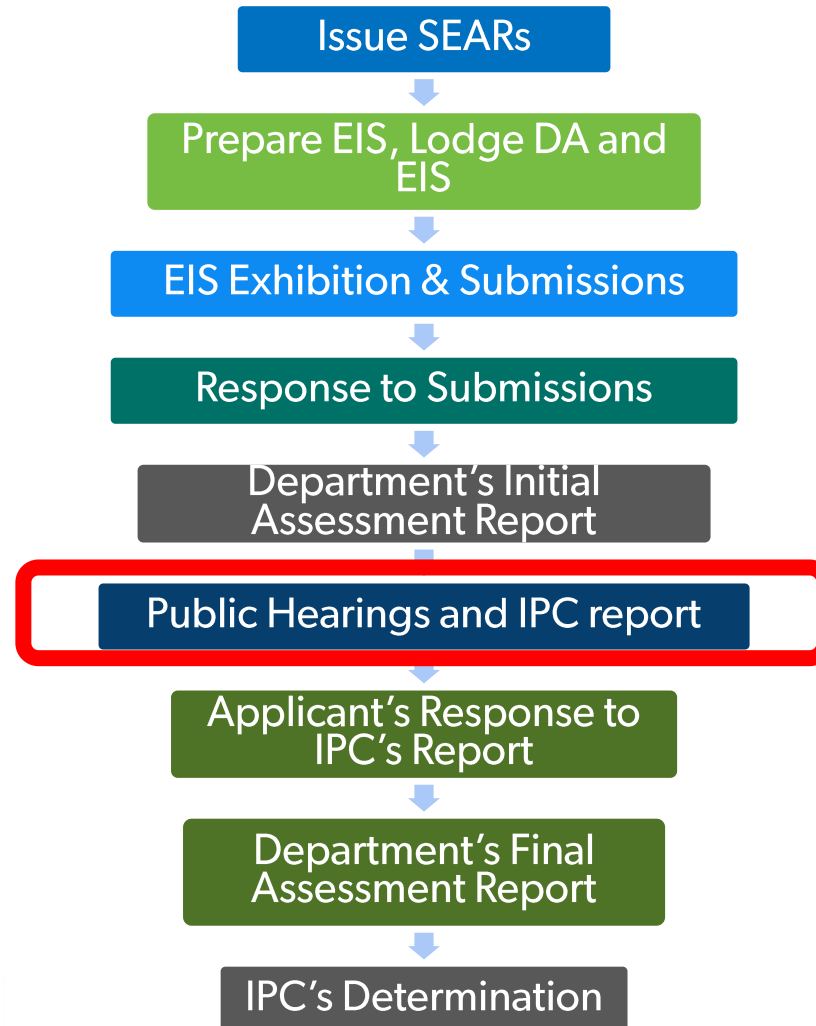 Issue SEARs
Prepare EIS, Lodge DA and
EIS
EIS Exhibition & Submissions
Response to Submissions
Department’s Initial
Assessment Report
Public Hearings and IPC report
Applicant’s Response to
IPC’s Report
Department’s Final
Assessment Report
IPC’s Determination